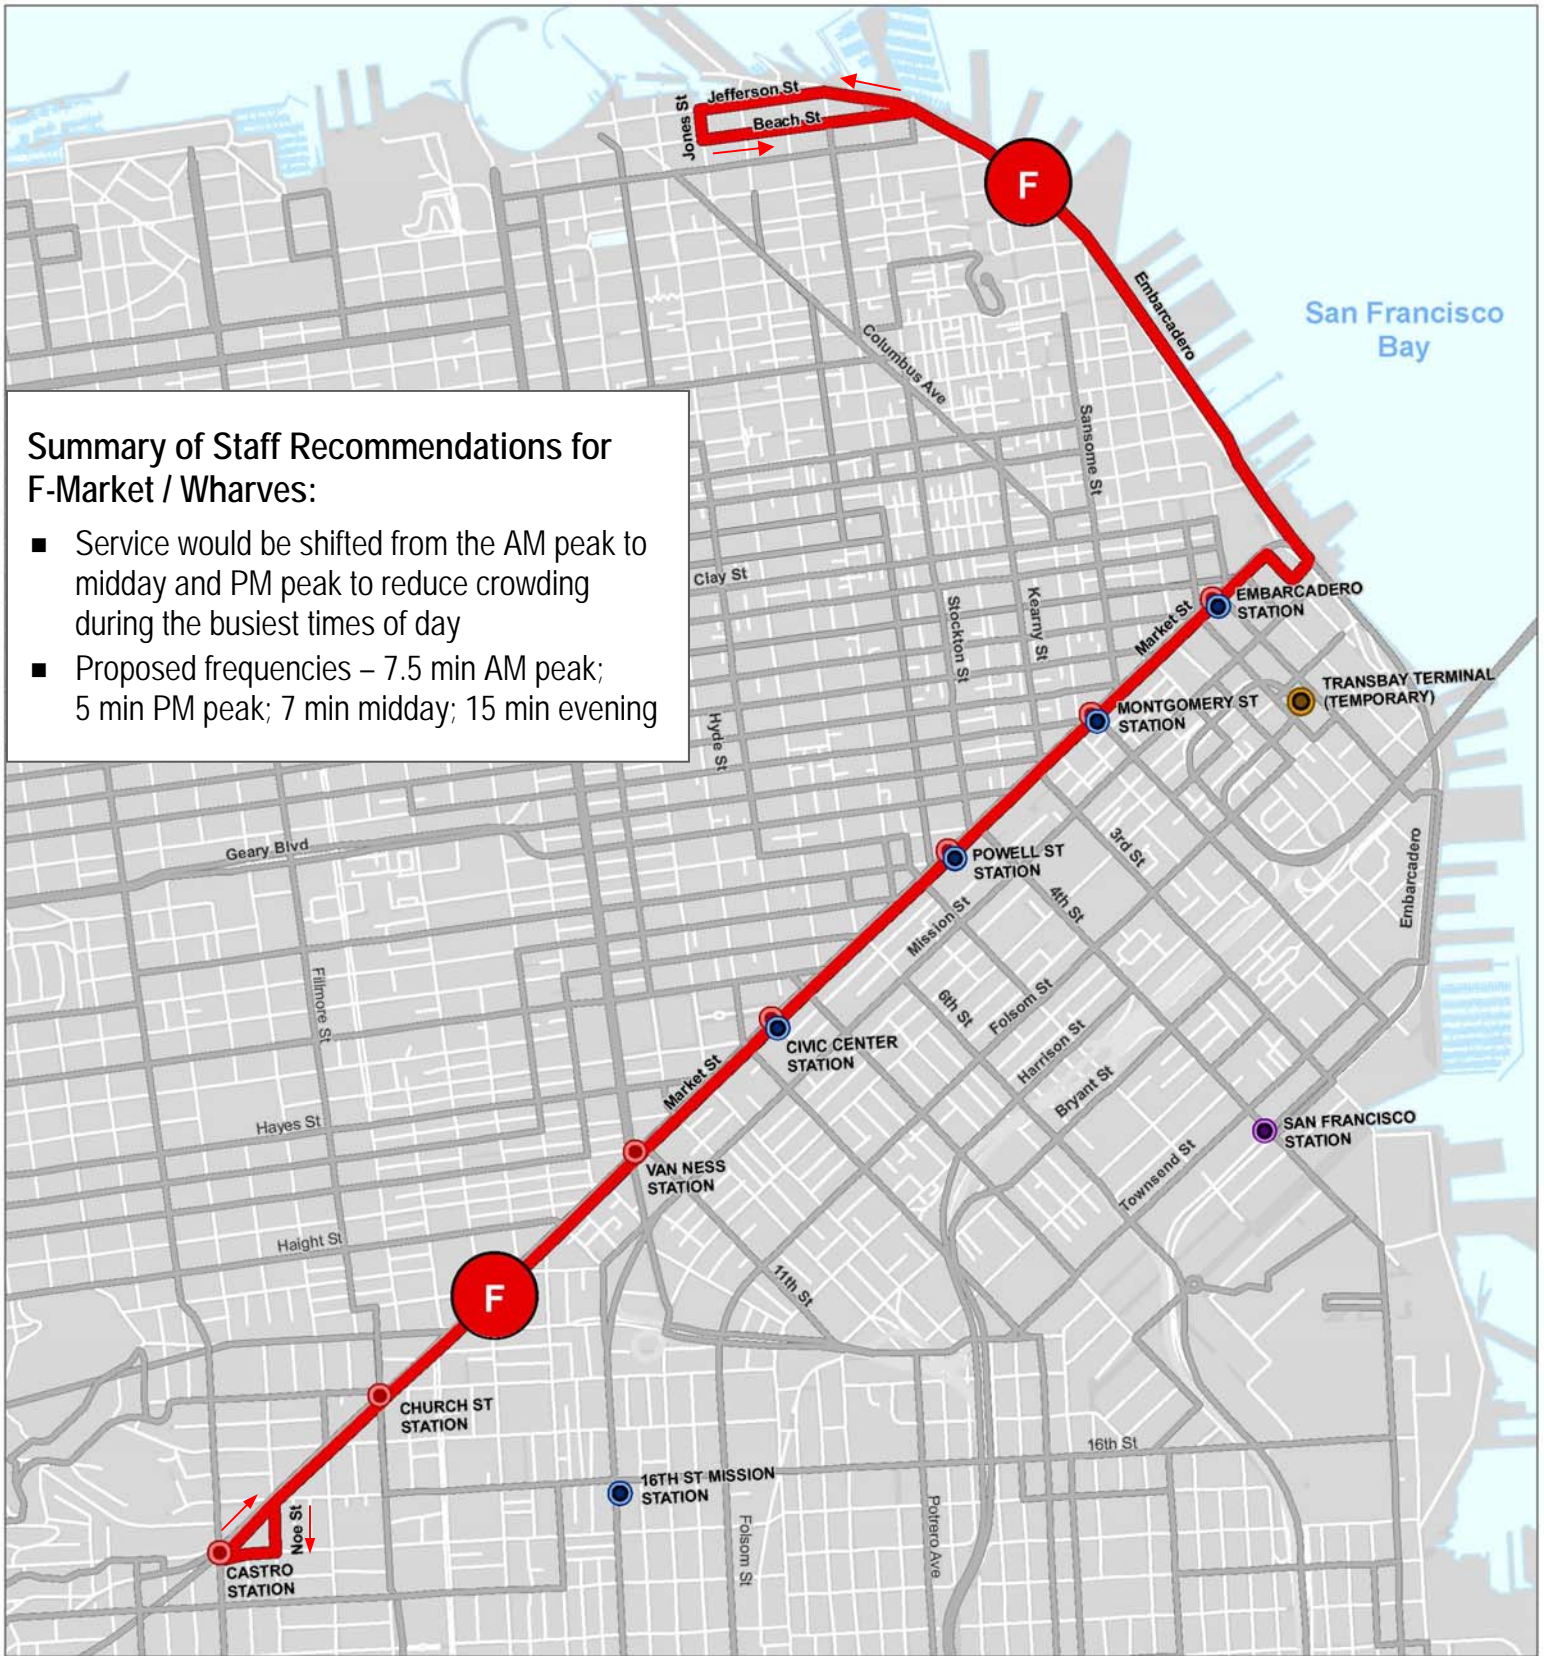 Jefferson St
Beach St
Jones St
F
Embarcadero
San Francisco
Bay
Columbus Ave
Sansome St
Summary of Staff Recommendations for
F-Market / Wharves:
■ Service would be shifted from the AM peak to
midday and PM peak to reduce crowding
during the busiest times of day
■ Proposed frequencies – 7.5 min AM peak;
5 min PM peak; 7 min midday; 15 min evening
Clay St
Stockton St
Kearny St
Market St
EMBARCADERO
STATION
TRANSBAY TERMINAL
(TEMPORARY)
MONTGOMERY ST
STATION
Hyde St
Geary Blvd
POWELL ST
STATION
3rd St
4th St
Embarcadero
Mission St
Fillmore St
6th St
Folsom St
Harrison St
Bryant St
CIVIC CENTER
STATION
Market St
Hayes St
SAN FRANCISCO
STATION
VAN NESS
STATION
Townsend St
Haight St
11th St
F
CHURCH ST
STATION
16th St
16TH ST MISSION
STATION
Noe St
Folsom St
Potrero Ave
CASTRO
STATION